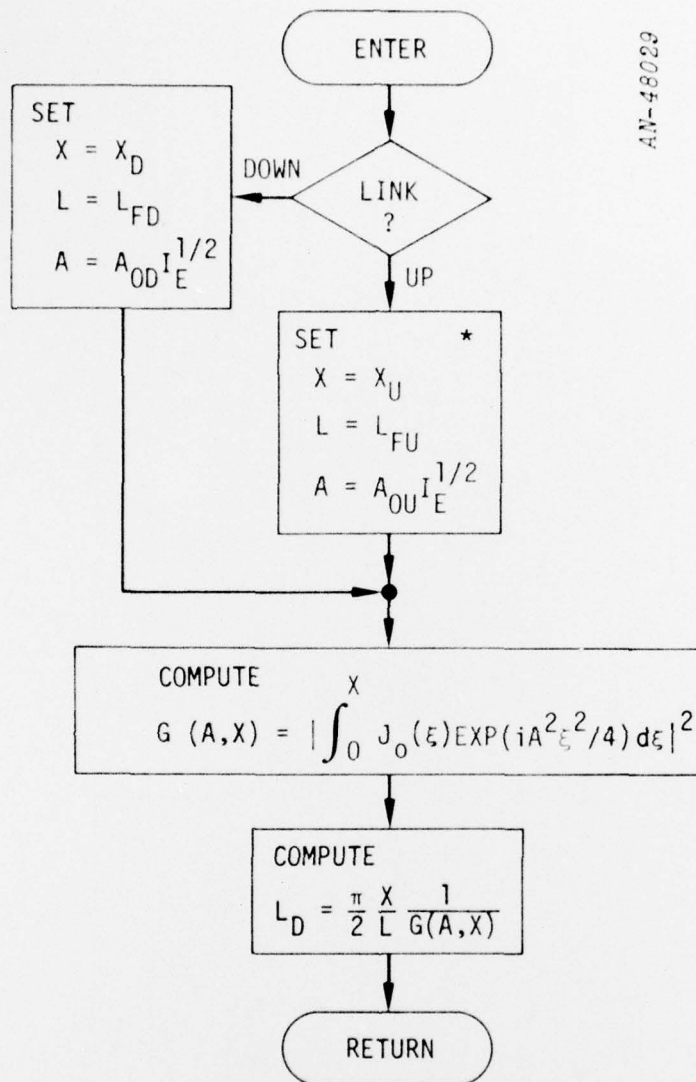 AN-48029
ENTER
LINK
?
DOWN
UP
SET
X = X_D
L = L_FD
A = A_OD I_E^1/2
SET *
X = X_U
L = L_FU
A = A_OU I_E^1/2
COMPUTE
G (A,X) = |∫_0^X J_o(ξ)EXP(iA^2ξ^2/4)dξ|^2
COMPUTE
L_D = π/2 X/L 1/G(A,X)
RETURN